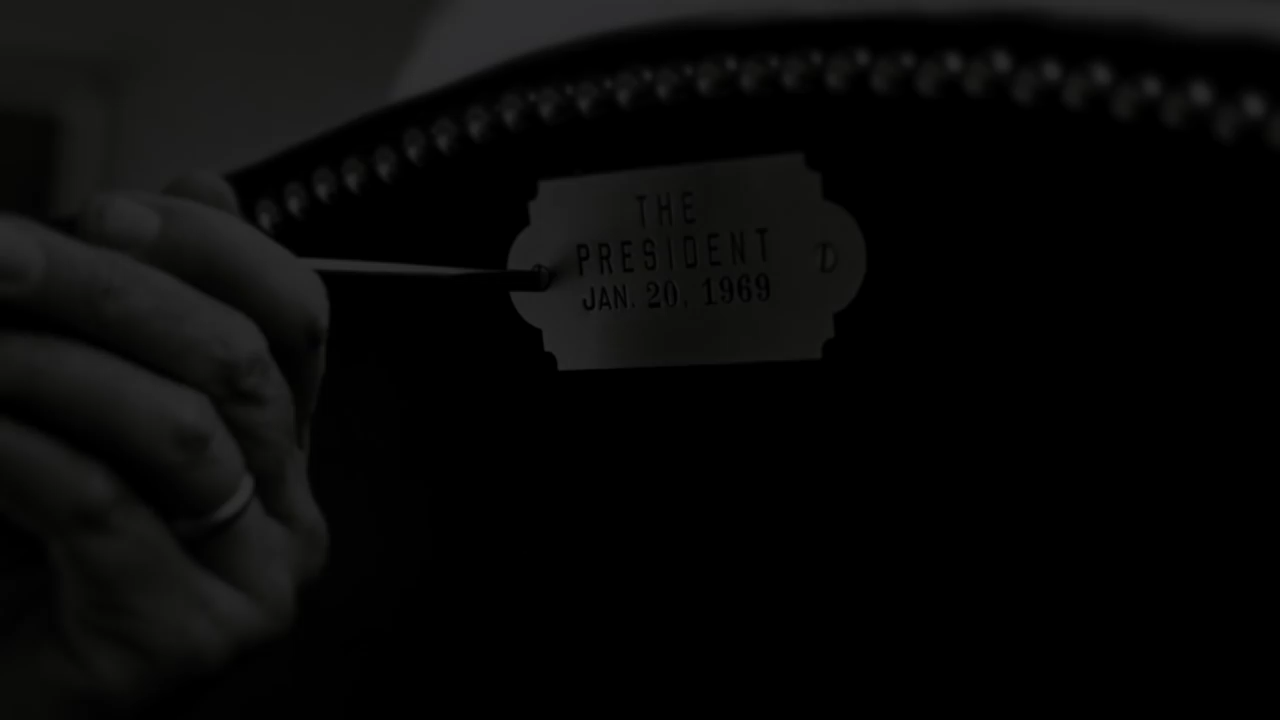 THE
PRESIDENT
JAN. 20, 1969